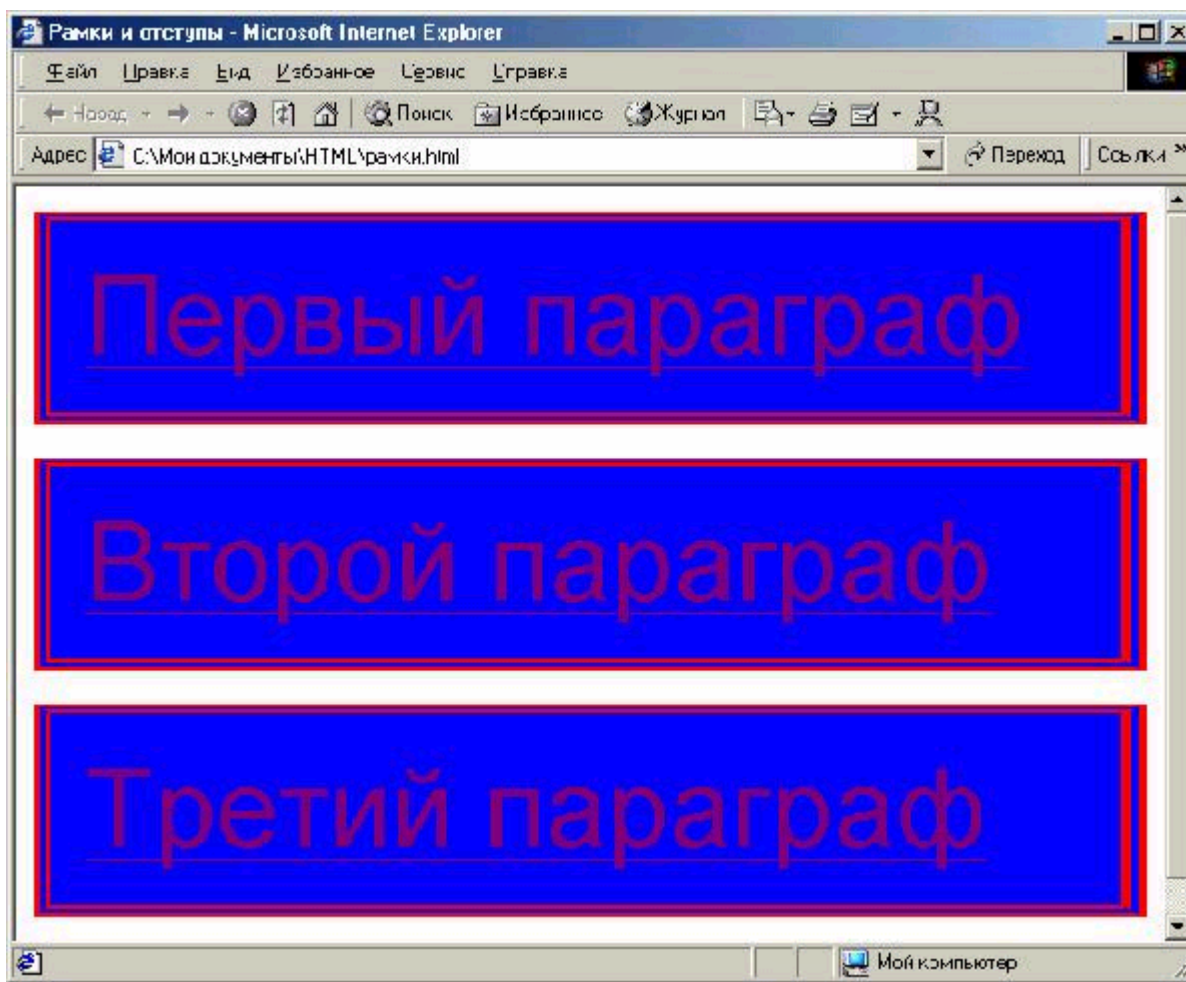 Рамки и отступы - Microsoft Internet Explorer
Файл Правка Вид Избранное Сервис Справка
Назад Поиск Избранное Журнал
Адрес C:\Мои документы\HTML\рамки.html Переход Ссылки »
Первый параграф
Второй параграф
Третий параграф
Мой компьютер